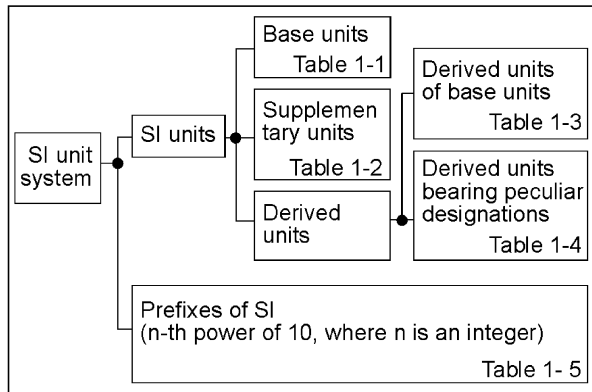 SI unit
system
SI units
Base units
Table 1-1
Supplemen
tary units
Table 1-2
Derived
units
Derived units
of base units
Table 1-3
Derived units
bearing peculiar
designations
Table 1-4
Prefixes of SI
(n-th power of 10, where n is an integer)
Table 1- 5